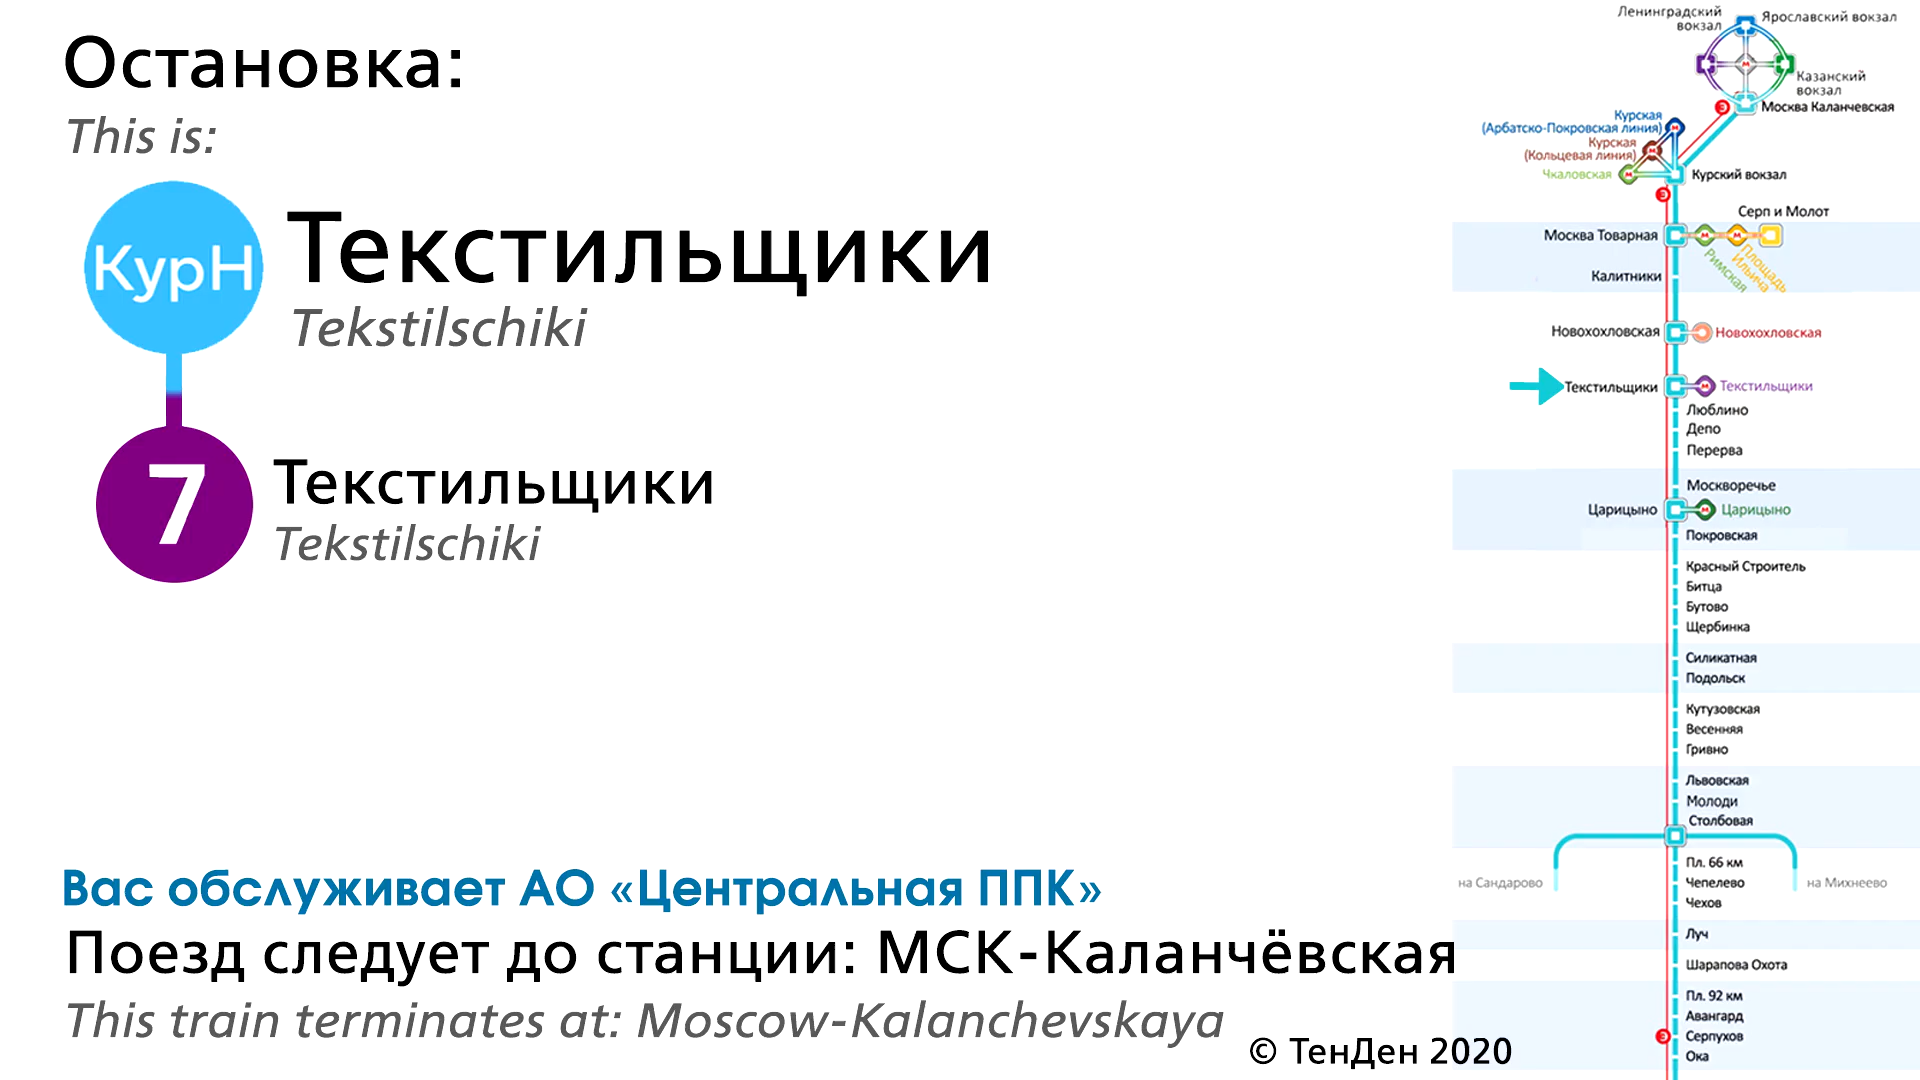 Остановка:
This is:
КурН
Текстильщики
Tekstilschiki
7
Текстильщики
Tekstilschiki
Вас обслуживает АО «Центральная ППК»
Поезд следует до станции: МСК-Каланчёвская
This train terminates at: Moscow-Kalanchevskaya
© ТенДен 2020
Ленинградский
вокзал
Ярославский вокзал
М
Казанский
вокзал
Э
Москва Каланчевская
Курская
(Арбатско-Покровская линия)
М
Курская
(Кольцевая линия)
М
Чкаловская
М
Курский вокзал
Э
Серп и Молот
Москва Товарная
М
М
Римская
Площадь
Ильича
Калитники
Новохохловская
Новохохловская
Текстильщики
М
Текстильщики
Люблино
Депо
Перерва
Москворечье
Царицыно
М
Царицыно
Покровская
Красный Строитель
Битца
Бутово
Щербинка
Силикатная
Подольск
Кутузовская
Весенняя
Гривно
Львовская
Молоди
Столбовая
Пл. 66 км
на Сандарово
Чепелево
на Михнеево
Чехов
Луч
Шарапова Охота
Пл. 92 км
Авангард
Э
Серпухов
Ока